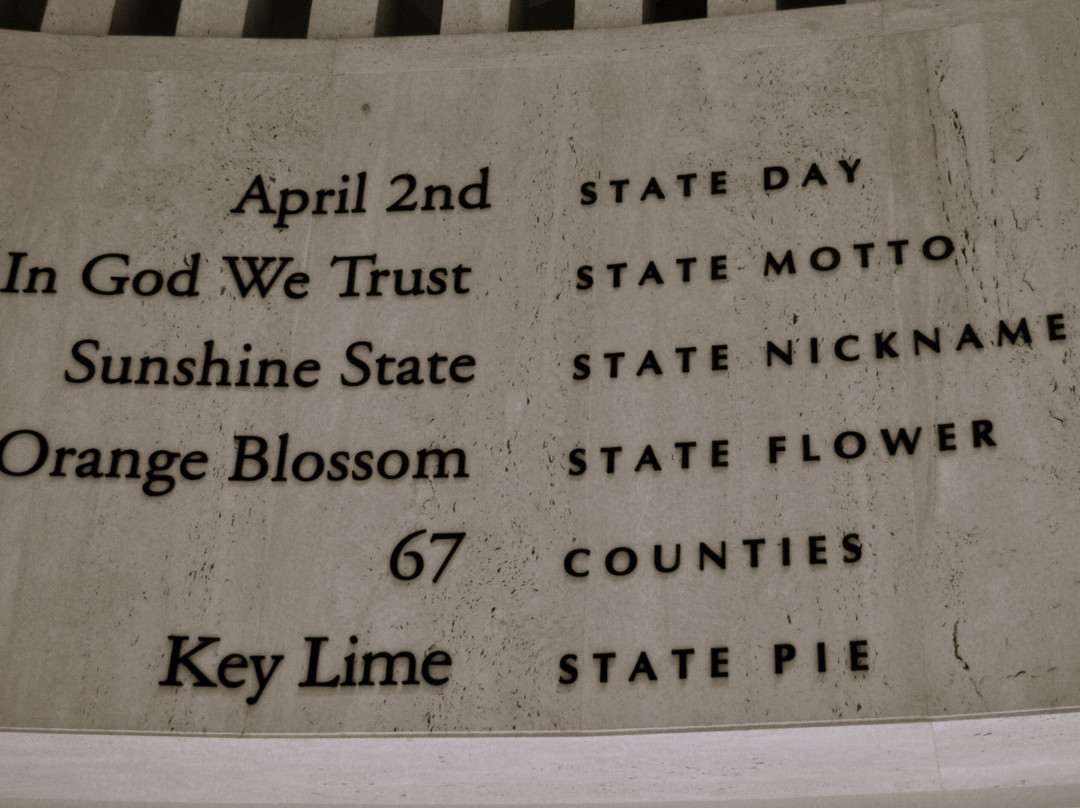 April 2nd STATE DAY
In God We Trust STATE MOTTO
Sunshine State STATE NICKNAME
Orange Blossom STATE FLOWER
67 COUNTIES
Key Lime STATE PIE